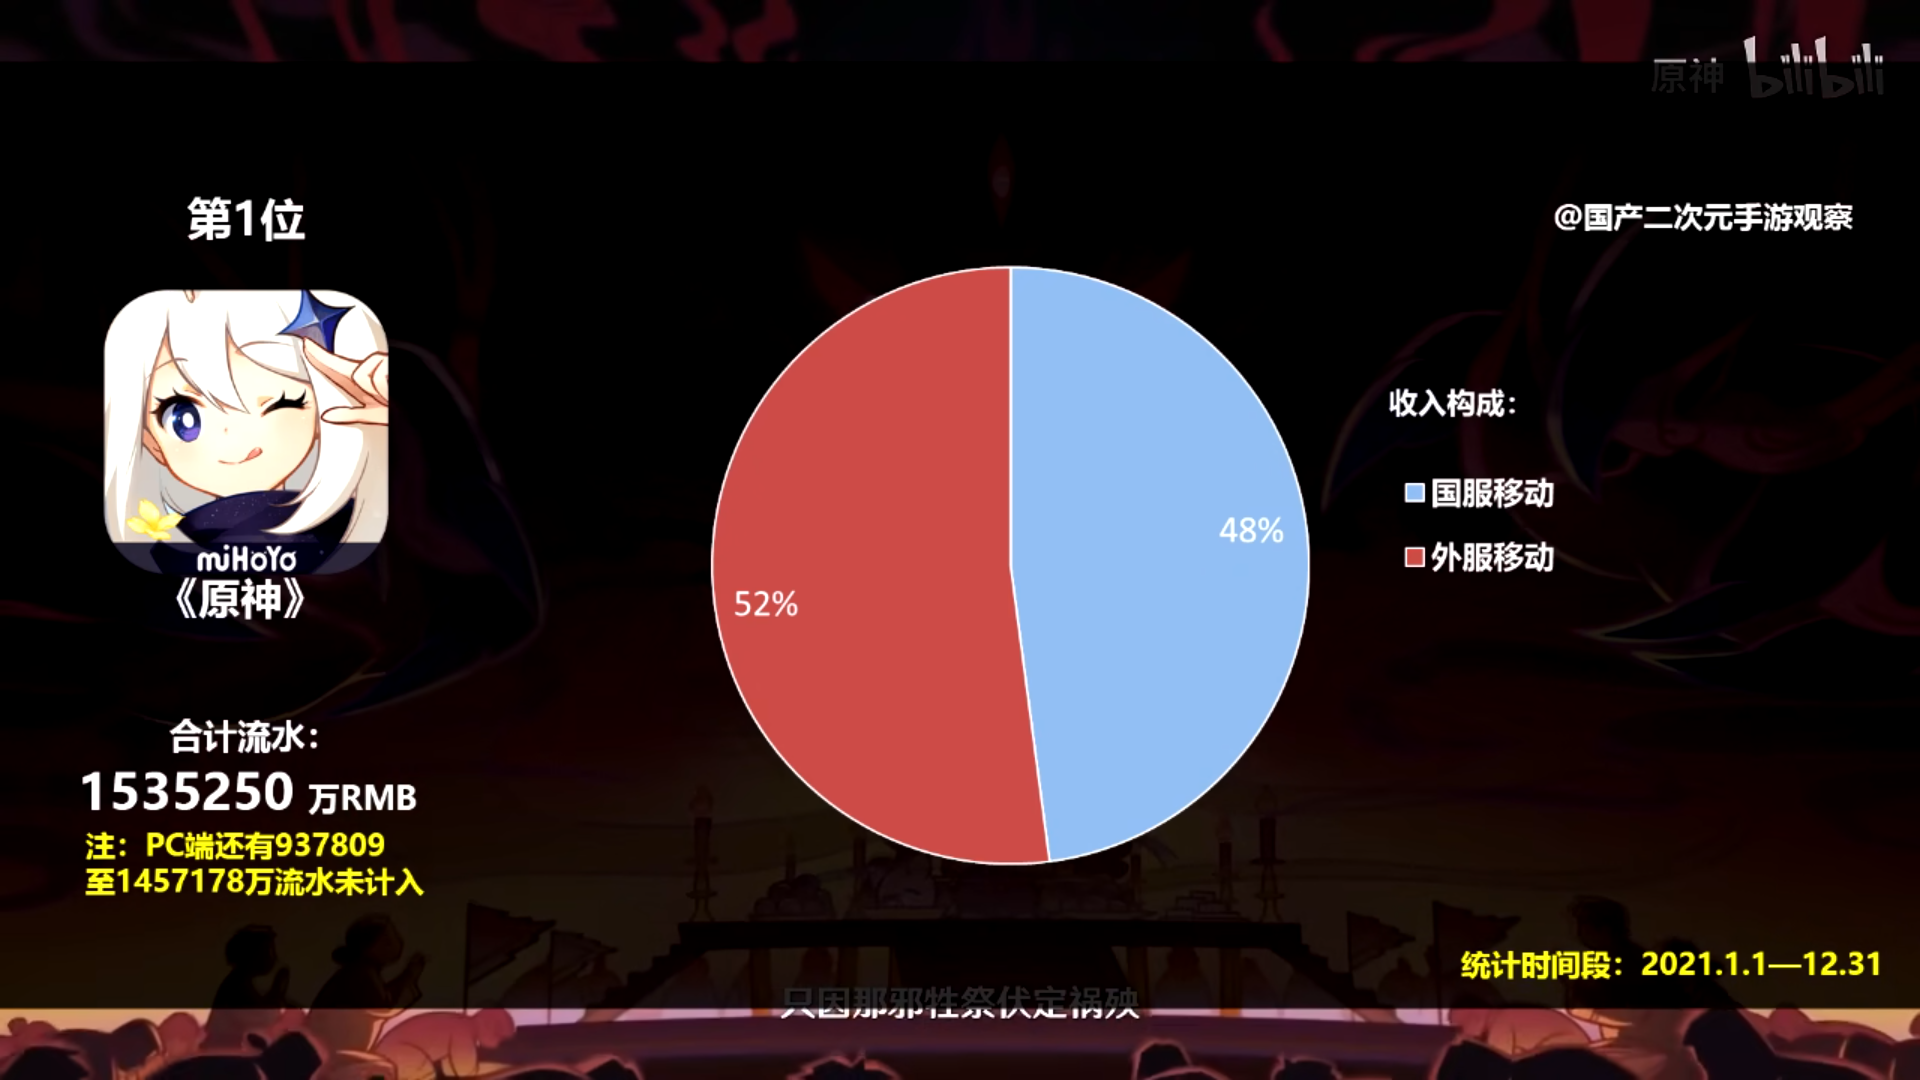 原神 bilibili
第1位
@国产二次元手游观察
miHoYo
《原神》
48%
52%
收入构成：
国服移动
外服移动
合计流水：
1535250 万RMB
注：PC端还有937809
至1457178万流水未计入
统计时间段：2021.1.1—12.31
只因那邪牲祭伏定祸殃